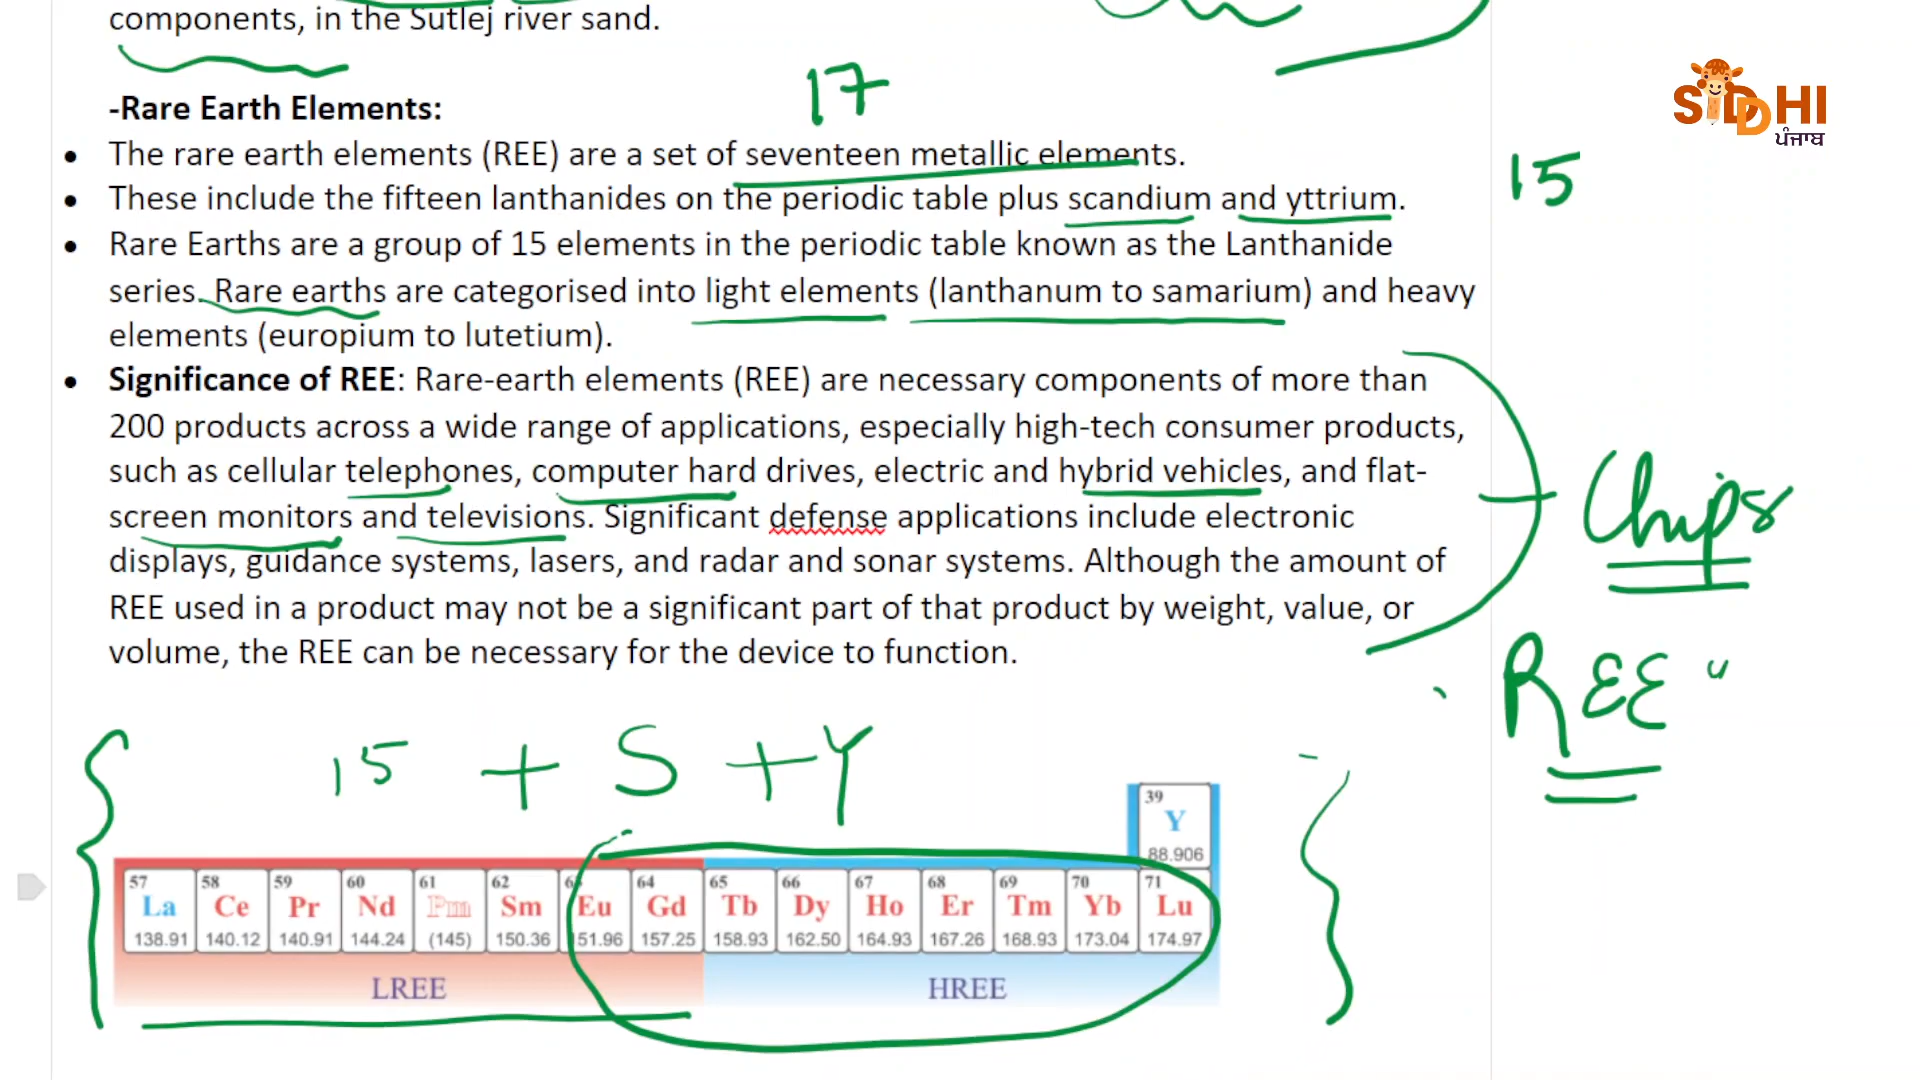 components, in the Sutlej river sand.
17
-Rare Earth Elements:
SIDDHI
ਪੰਜਾਬ
• The rare earth elements (REE) are a set of seventeen metallic elements.
15
• These include the fifteen lanthanides on the periodic table plus scandium and yttrium.
• Rare Earths are a group of 15 elements in the periodic table known as the Lanthanide
series. Rare earths are categorised into light elements (lanthanum to samarium) and heavy
elements (europium to lutetium).
• Significance of REE: Rare-earth elements (REE) are necessary components of more than
200 products across a wide range of applications, especially high-tech consumer products,
such as cellular telephones, computer hard drives, electric and hybrid vehicles, and flat-
screen monitors and televisions. Significant defense applications include electronic
displays, guidance systems, lasers, and radar and sonar systems. Although the amount of
REE used in a product may not be a significant part of that product by weight, value, or
volume, the REE can be necessary for the device to function.
Chips
REE
15 + S + Y
39
Y
88.906
57 58 59 60 61 62 63 64 65 66 67 68 69 70 71
La Ce Pr Nd Pm Sm Eu Gd Tb Dy Ho Er Tm Yb Lu
138.91 140.12 140.91 144.24 (145) 150.36 151.96 157.25 158.93 162.50 164.93 167.26 168.93 173.04 174.97
LREE HREE